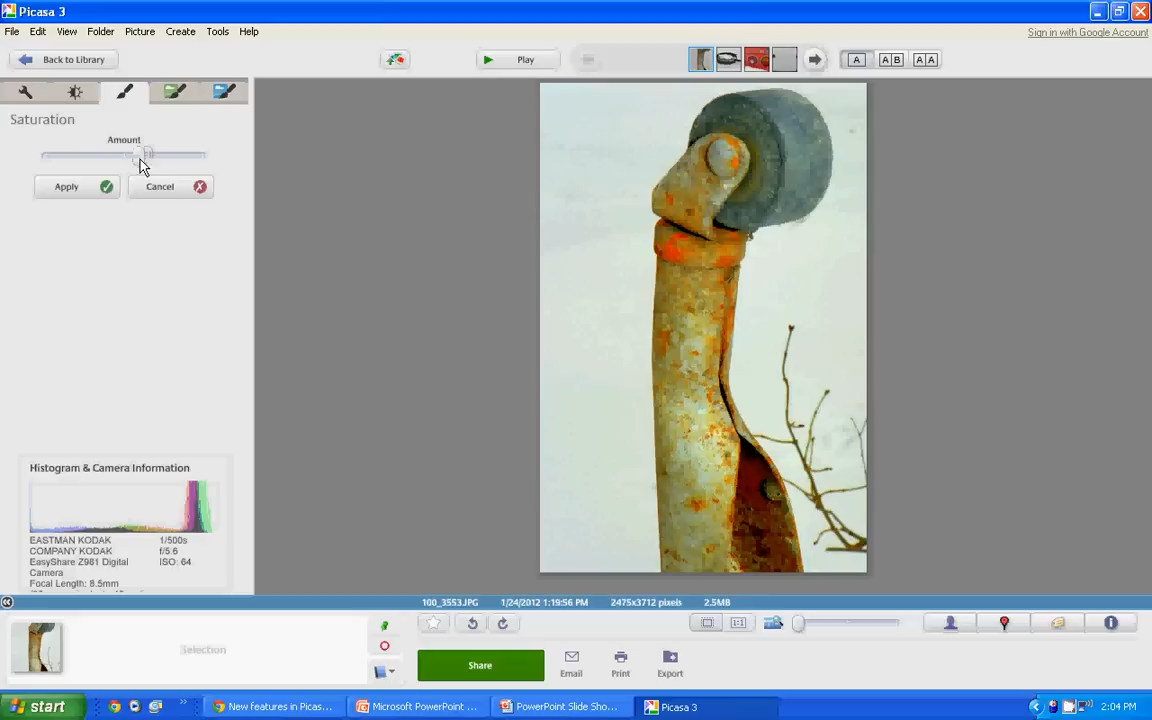 Picasa 3
File Edit View Folder Picture Create Tools Help
Sign in with Google Account
Back to Library
Play
A
A B
A A
Saturation
Amount
Apply
Cancel
Histogram & Camera Information
EASTMAN KODAK 1/500s
COMPANY KODAK f/5.6
EasyShare Z981 Digital ISO: 64
Camera
Focal Length: 8.5mm
100_3553.JPG 1/24/2012 1:19:56 PM 2475x3712 pixels 2.5MB
1:1
Selection
Share
Email
Print
Export
start
New features in Picas...
Microsoft PowerPoint ...
PowerPoint Slide Sho...
Picasa 3
2:04 PM